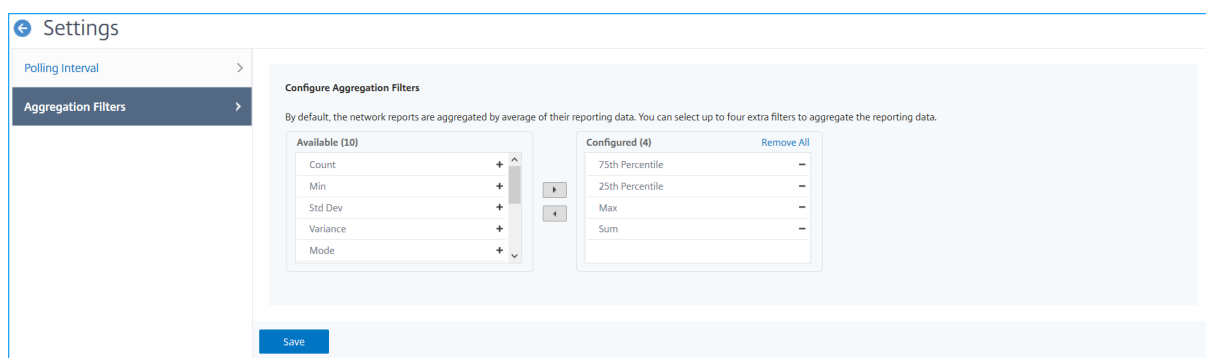 Settings
Polling Interval
Aggregation Filters
Configure Aggregation Filters
By default, the network reports are aggregated by average of their reporting data. You can select up to four extra filters to aggregate the reporting data.
Available (10)
Count
Min
Std Dev
Variance
Mode
Configured (4) Remove All
75th Percentile
25th Percentile
Max
Sum
Save